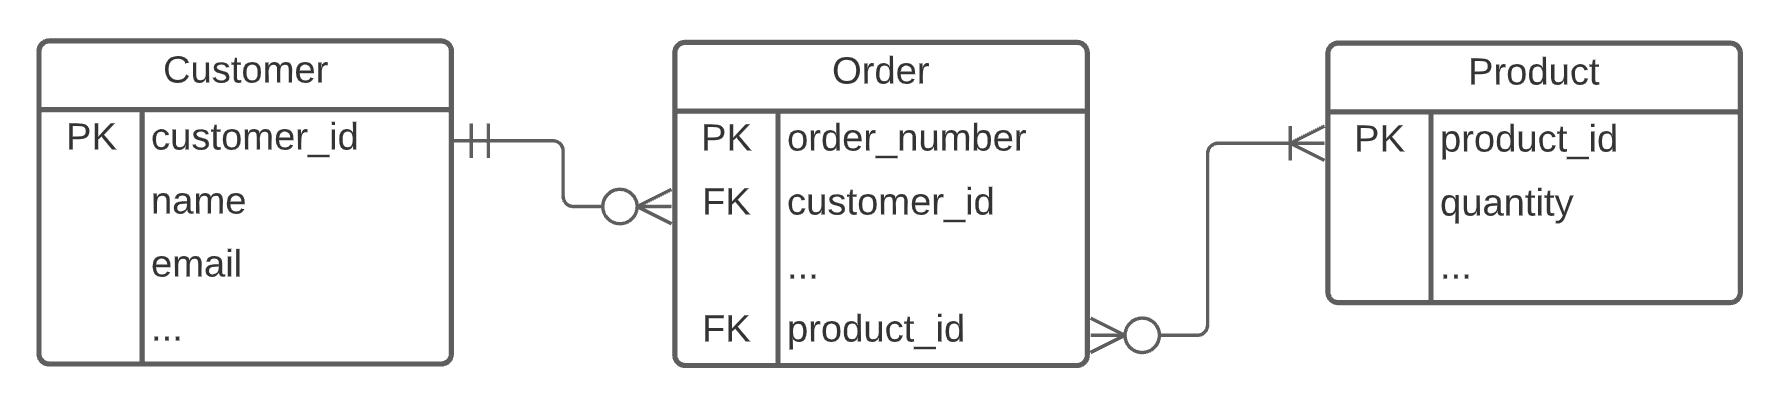 Customer
PK customer_id
name
email
...
Order
PK order_number
FK customer_id
...
FK product_id
Product
PK product_id
quantity
...